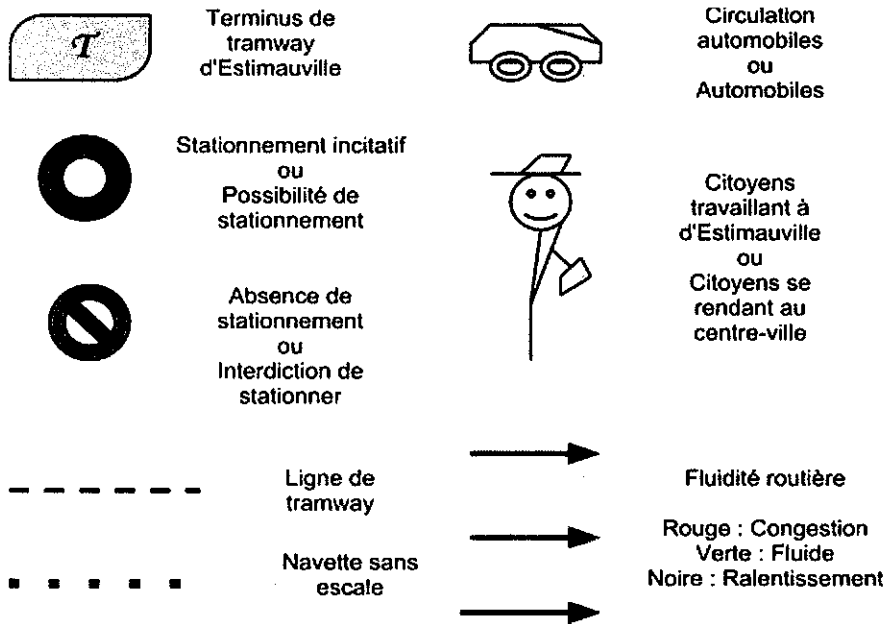 T
Terminus de
tramway
d'Estimauville
Circulation
automobiles
ou
Automobiles
Stationnement incitatif
ou
Possibilité de
stationnement
Citoyens
travaillant à
d'Estimauville
ou
Citoyens se
rendant au
centre-ville
Absence de
stationnement
ou
Interdiction de
stationner
Ligne de
tramway
Fluidité routière
Navette sans
escale
Rouge : Congestion
Verte : Fluide
Noire : Ralentissement